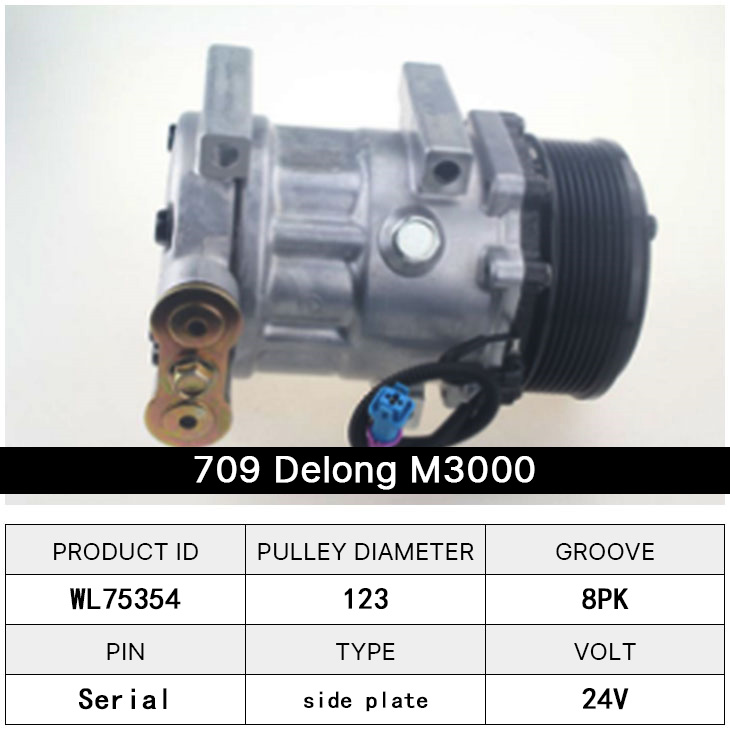 709 Delong M3000
PRODUCT ID PULLEY DIAMETER GROOVE
WL75354 123 8PK
PIN TYPE VOLT
Serial side plate 24V